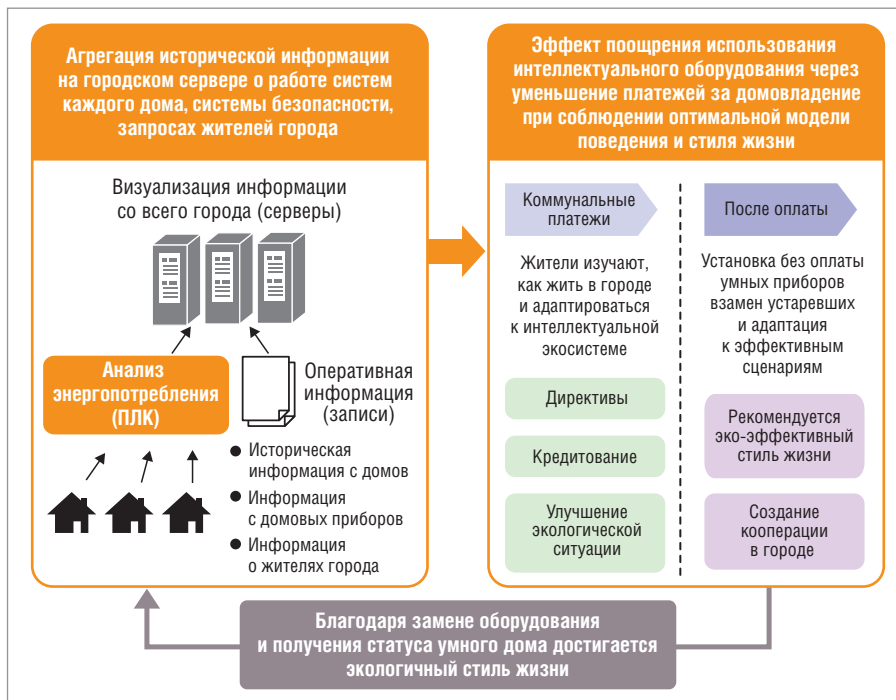 Агрегация исторической информации
на городском сервере о работе систем
каждого дома, системы безопасности,
запросах жителей города
Визуализация информации
со всего города (серверы)
Анализ
энергопотребления
(ПЛК)
Оперативная
информация
(записи)
● Историческая
информация с домов
● Информация
с домовых приборов
● Информация
о жителях города
Эффект поощрения использования
интеллектуального оборудования через
уменьшение платежей за домовладение
при соблюдении оптимальной модели
поведения и стиля жизни
Коммунальные
платежи
Жители изучают,
как жить в городе
и адаптироваться
к интеллектуальной
экосистеме
Директивы
Кредитование
Улучшение
экологической
ситуации
После оплаты
Установка без оплаты
умных приборов
взамен устаревших
и адаптация
к эффективным
сценариям
Рекомендуется
эко-эффективный
стиль жизни
Создание
кооперации
в городе
Благодаря замене оборудования
и получения статуса умного дома достигается
экологичный стиль жизни